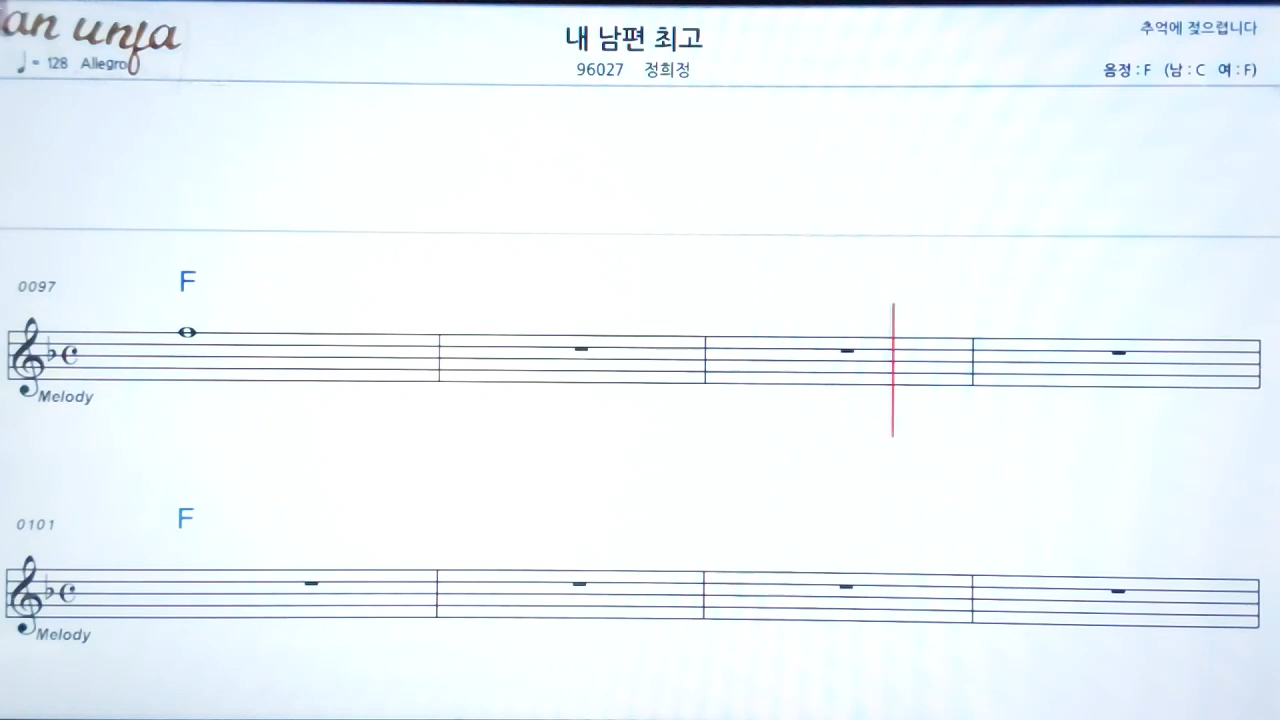 an unfa
♩ = 128 Allegro
내 남편 최고
96027 정희정
추억에 젖으렵니다
음정 : F (남 : C 여 : F)
0097 F
Melody
0101 F
Melody